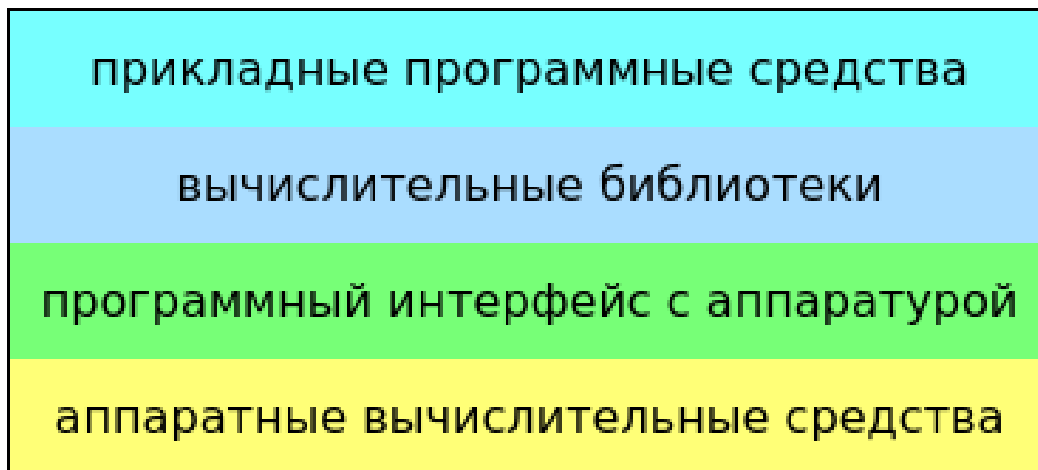 прикладные программные средства
вычислительные библиотеки
программный интерфейс с аппаратурой
аппаратные вычислительные средства